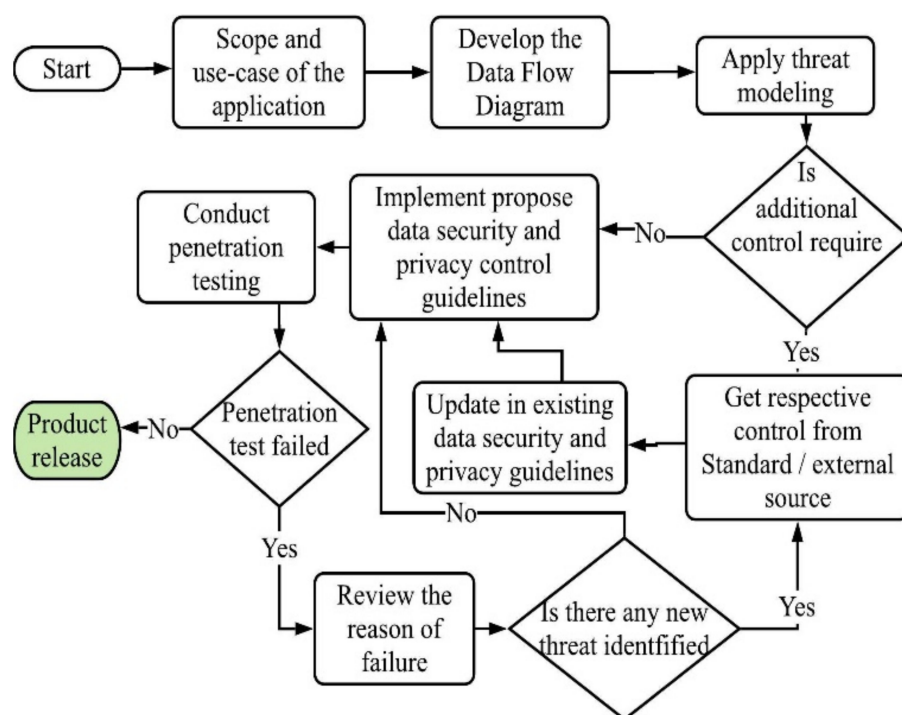 Start
Scope and
use-case of the
application
Develop the
Data Flow
Diagram
Apply threat
modeling
Is
additional
control require
No
Implement propose
data security and
privacy control
guidelines
Conduct
penetration
testing
Yes
Get respective
control from
Standard / external
source
Update in existing
data security and
privacy guidelines
Penetration
test failed
No
Product
release
Yes
Review the
reason of
failure
Is there any new
threat identfified
No
Yes